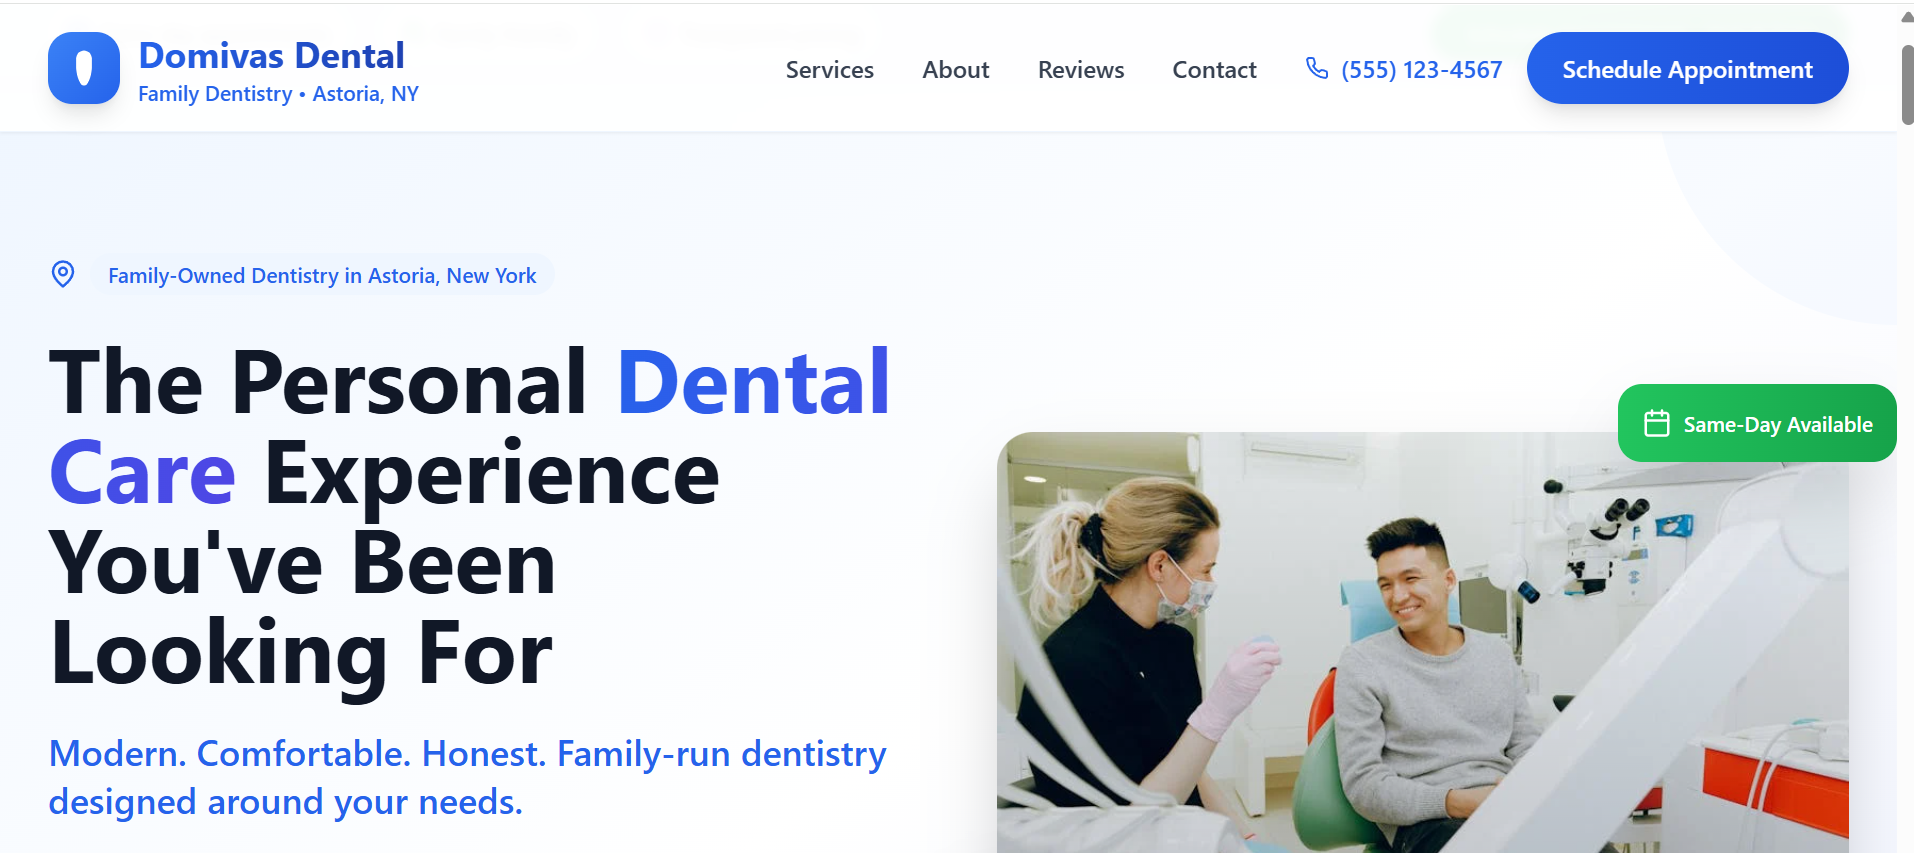 Domivas Dental
Family Dentistry • Astoria, NY
Services
About
Reviews
Contact
(555) 123-4567
Schedule Appointment
Family-Owned Dentistry in Astoria, New York
The Personal Dental
Care Experience
You've Been
Looking For
Modern. Comfortable. Honest. Family-run dentistry
designed around your needs.
Same-Day Available